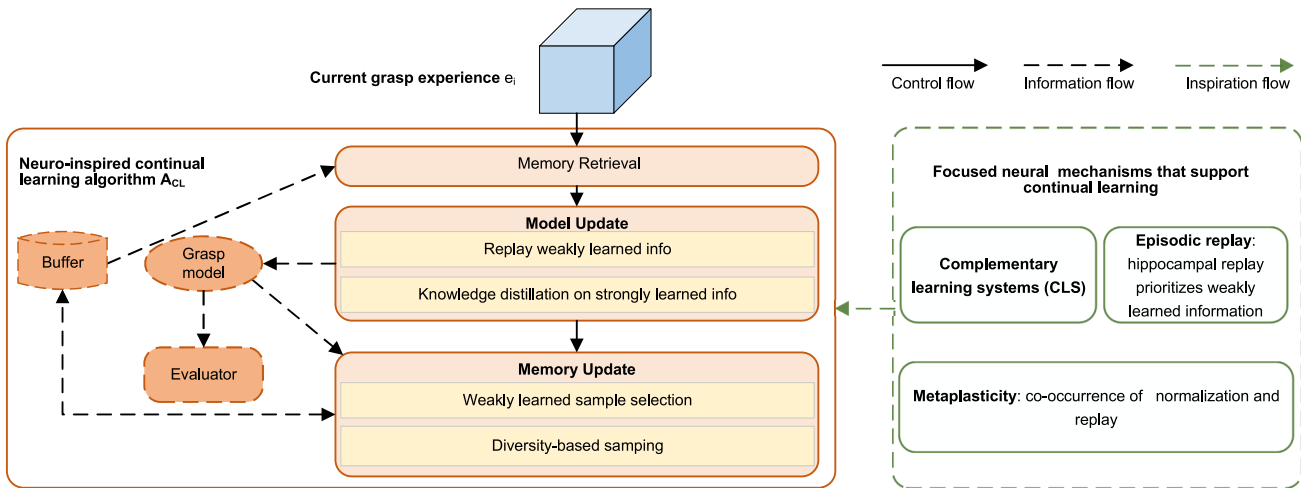 Current grasp experience eᵢ
Control flow
Information flow
Inspiration flow
Neuro-inspired continual
learning algorithm A_CL
Memory Retrieval
Model Update
Replay weakly learned info
Knowledge distillation on strongly learned info
Buffer
Grasp
model
Evaluator
Memory Update
Weakly learned sample selection
Diversity-based sampling
Focused neural mechanisms that support
continual learning
Complementary
learning systems (CLS)
Episodic replay:
hippocampal replay
prioritizes weakly
learned information
Metaplasticity: co-occurrence of normalization and
replay